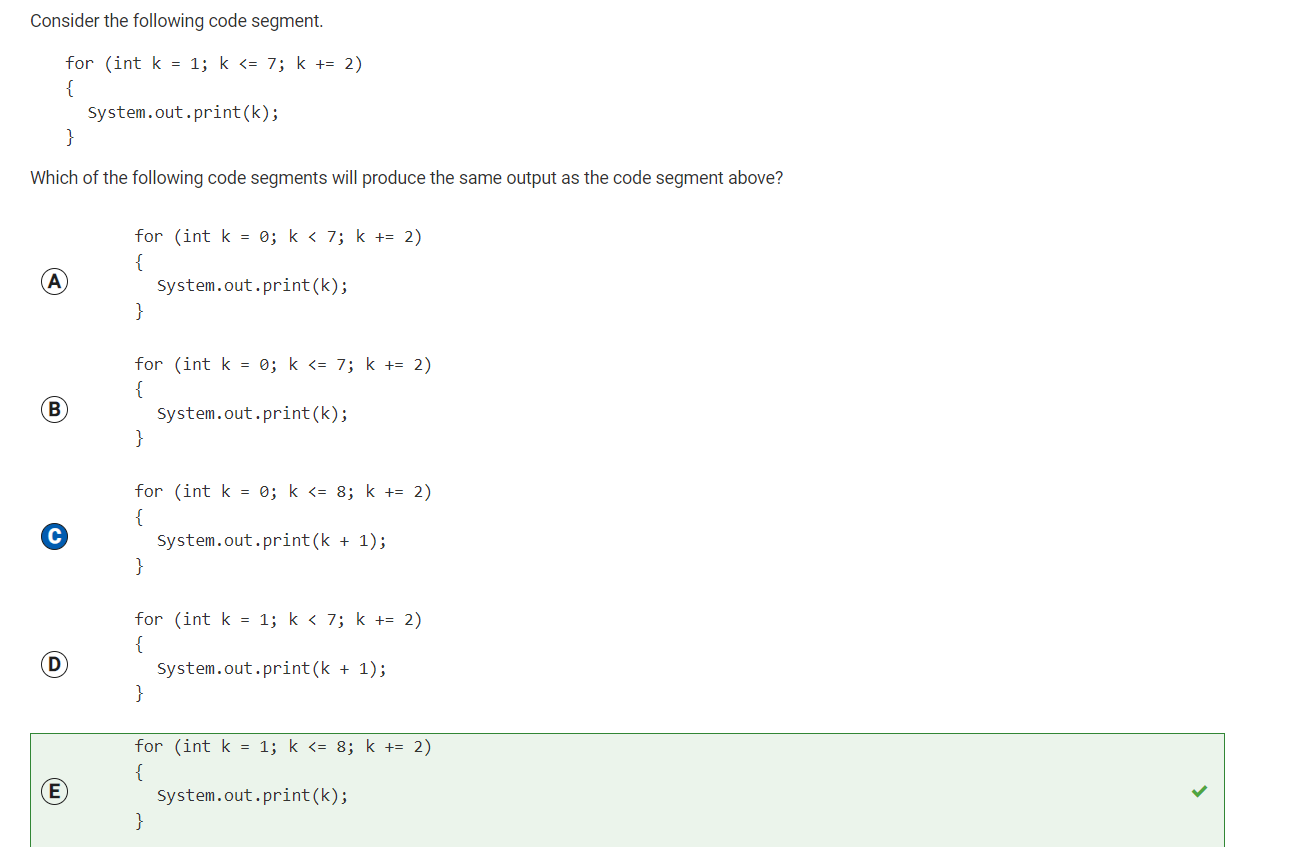 Consider the following code segment.
for (int k = 1; k <= 7; k += 2)
{
System.out.print(k);
}
Which of the following code segments will produce the same output as the code segment above?
for (int k = 0; k < 7; k += 2)
{
A
System.out.print(k);
}
for (int k = 0; k <= 7; k += 2)
{
B
System.out.print(k);
}
for (int k = 0; k <= 8; k += 2)
{
C
System.out.print(k + 1);
}
for (int k = 1; k < 7; k += 2)
{
D
System.out.print(k + 1);
}
for (int k = 1; k <= 8; k += 2)
{
E
System.out.print(k);
}